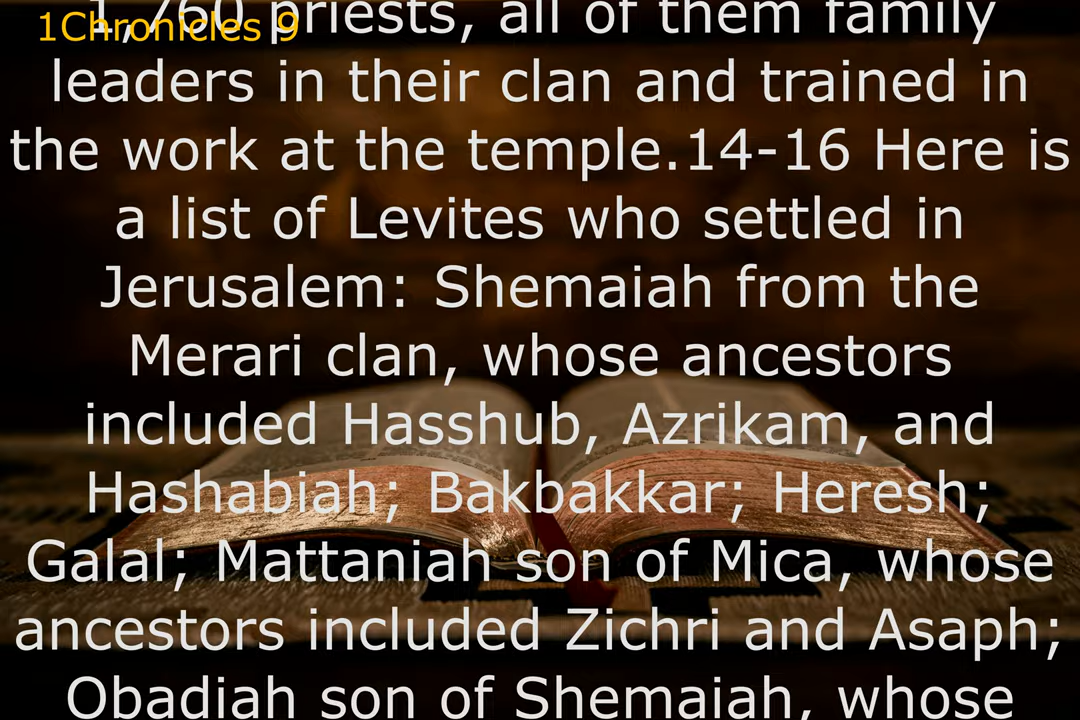 1Chronicles 9
1,760 priests, all of them family
leaders in their clan and trained in
the work at the temple.14-16 Here is
a list of Levites who settled in
Jerusalem: Shemaiah from the
Merari clan, whose ancestors
included Hasshub, Azrikam, and
Hashabiah; Bakbakkar; Heresh;
Galal; Mattaniah son of Mica, whose
ancestors included Zichri and Asaph;
Obadiah son of Shemaiah, whose